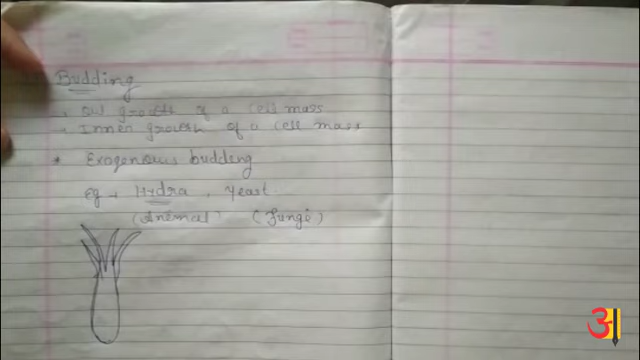 Budding
. Out growth of a Cell mass
→ Inner growth of a cell mass
* Exogenous budding
Eg → Hydra , Yeast
(Animal) (Fungi)
अ